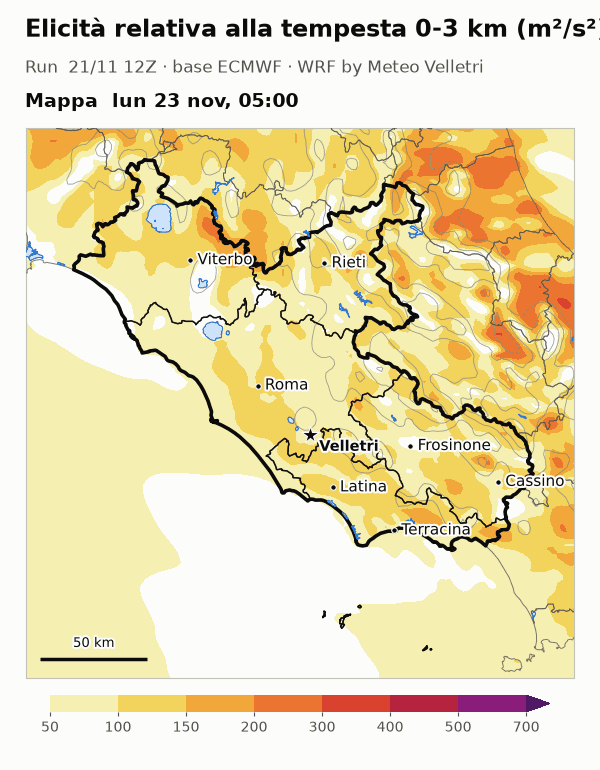 Elicità relativa alla tempesta 0-3 km (m²/s²)
Run 21/11 12Z · base ECMWF · WRF by Meteo Velletri
Mappa lun 23 nov, 05:00
Viterbo
Rieti
Roma
Velletri
Frosinone
Cassino
Latina
Terracina
50 km
50 100 150 200 300 400 500 700